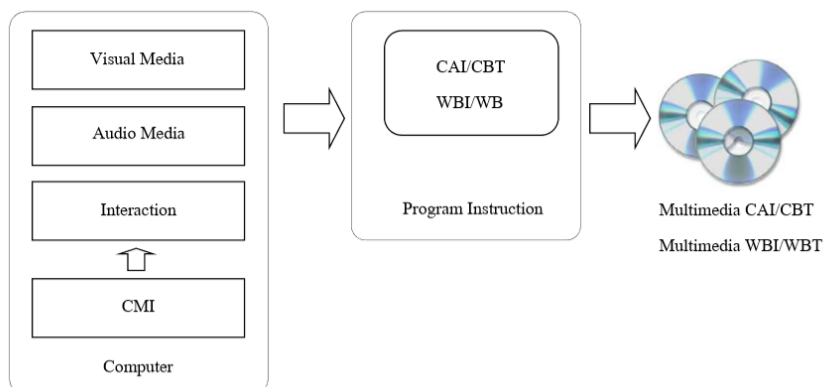 Visual Media
Audio Media
Interaction
CMI
Computer
CAI/CBT
WBI/WB
Program Instruction
Multimedia CAI/CBT
Multimedia WBI/WBT